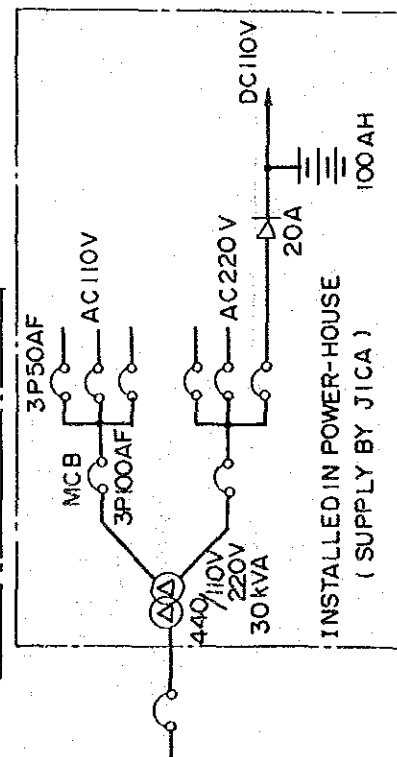 3P50AF
AC110V
MCB
3P100AF
440/110V
220V
30kVA
AC220V
DC110V
20A
100AH
INSTALLED IN POWER-HOUSE
( SUPPLY BY JICA )